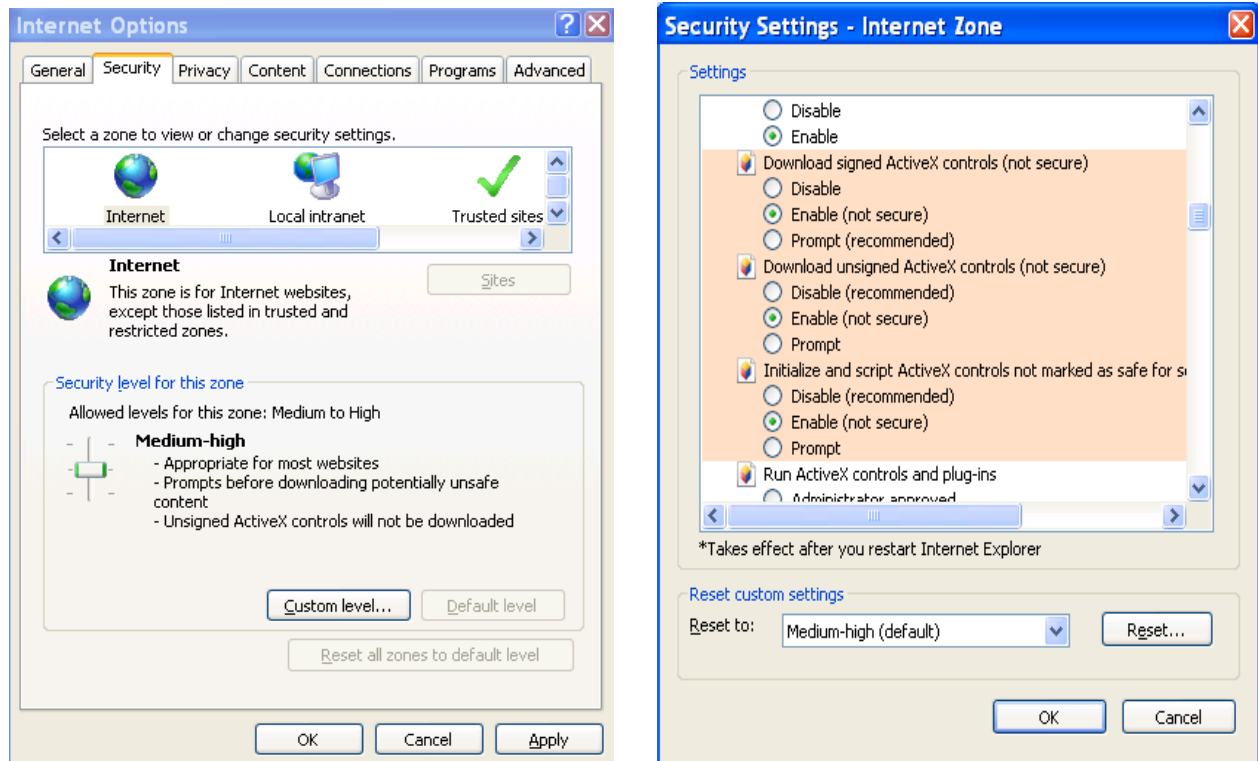 Internet Options
General Security Privacy Content Connections Programs Advanced
Select a zone to view or change security settings.
Internet Local intranet Trusted sites
Internet
Sites
This zone is for Internet websites,
except those listed in trusted and
restricted zones.
Security level for this zone
Allowed levels for this zone: Medium to High
Medium-high
- Appropriate for most websites
- Prompts before downloading potentially unsafe
content
- Unsigned ActiveX controls will not be downloaded
Custom level... Default level
Reset all zones to default level
OK Cancel Apply
Security Settings - Internet Zone
Settings
Disable
Enable
Download signed ActiveX controls (not secure)
Disable
Enable (not secure)
Prompt (recommended)
Download unsigned ActiveX controls (not secure)
Disable (recommended)
Enable (not secure)
Prompt
Initialize and script ActiveX controls not marked as safe for
Disable (recommended)
Enable (not secure)
Prompt
Run ActiveX controls and plug-ins
Administrator approved
*Takes effect after you restart Internet Explorer
Reset custom settings
Reset to: Medium-high (default) Reset...
OK Cancel